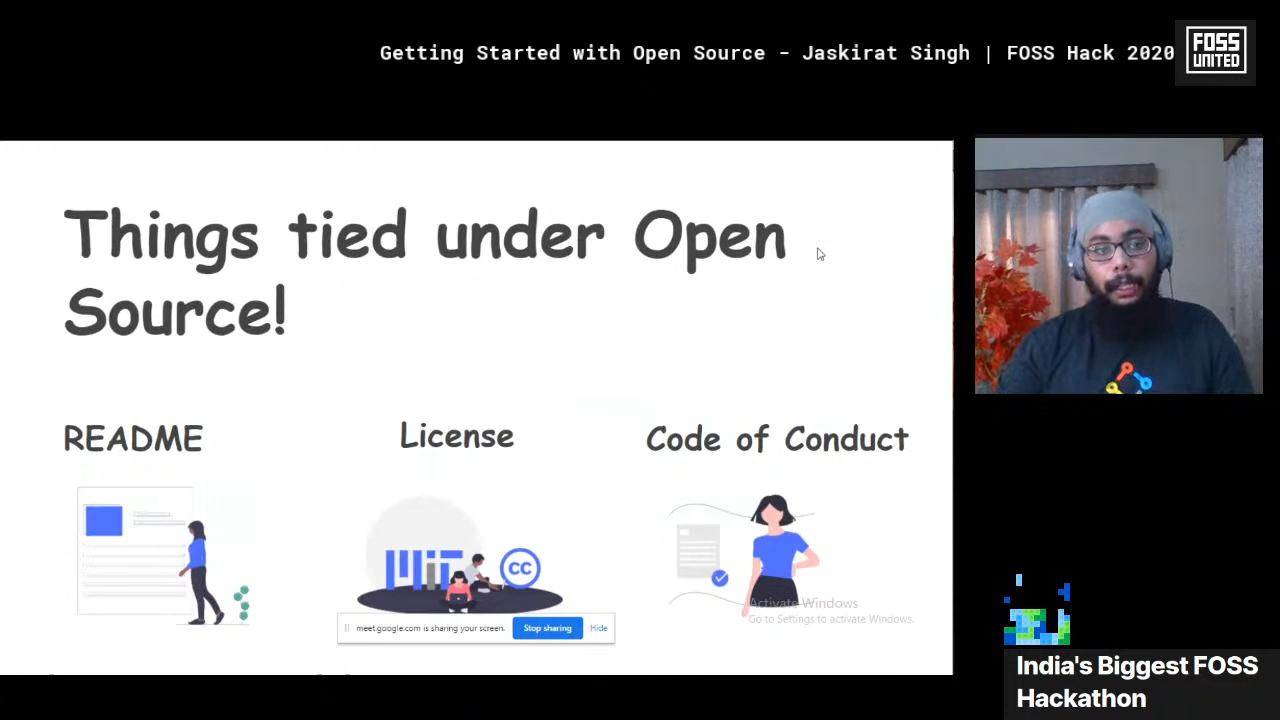 Getting Started with Open Source - Jaskirat Singh | FOSS Hack 2020
FOSS
UNITED
Things tied under Open
Source!
README
License
Code of Conduct
MiT
cc
Activate Windows
Go to Settings to activate Windows.
meet.google.com is sharing your screen.
Stop sharing
Hide
India's Biggest FOSS
Hackathon